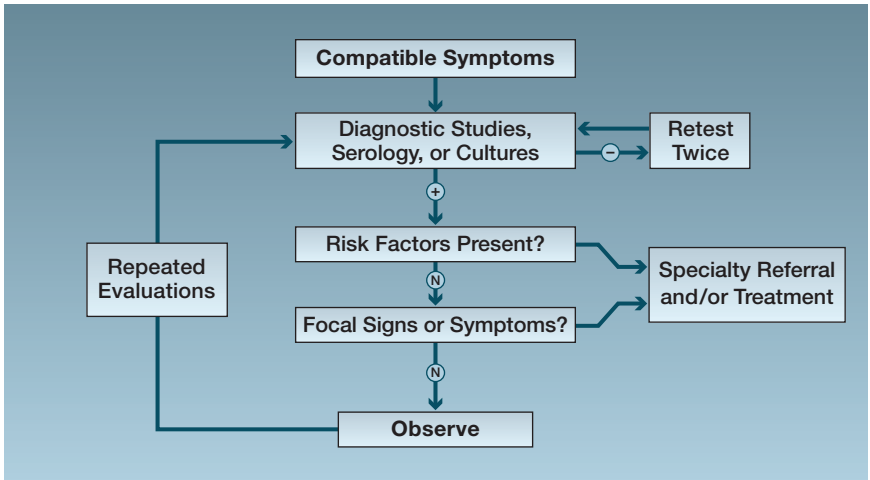 Compatible Symptoms
Diagnostic Studies,
Serology, or Cultures
−
Retest
Twice
+
Risk Factors Present?
N
Repeated
Evaluations
Specialty Referral
and/or Treatment
Focal Signs or Symptoms?
N
Observe